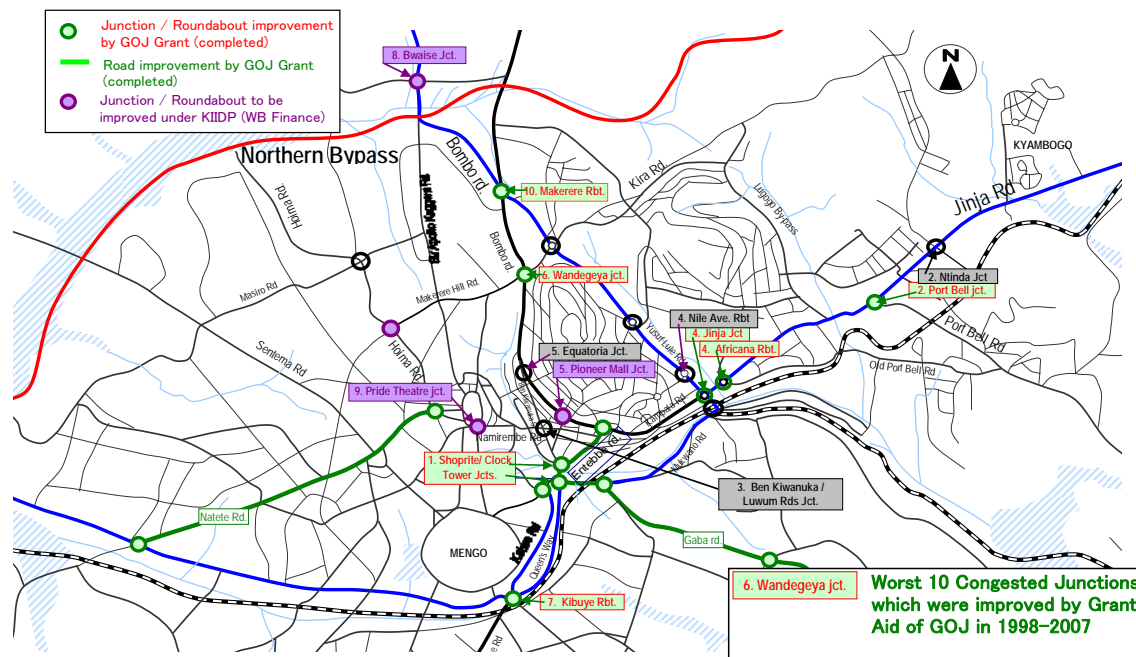 Junction / Roundabout improvement
by GOJ Grant (completed)
Road improvement by GOJ Grant
(completed)
Junction / Roundabout to be
improved under KIIDP (WB Finance)
8. Bwaise Jct.
N
KYAMBOGO
Northern Bypass
Bombo rd.
Kira Rd
Jinja Rd
Hoima Rd
10. Makerere Rbt.
Lugogo Bypass
Bombo rd.
2. Ntinda Jct
6. Wandegeya jct.
2. Port Bell jct.
Masiro Rd
Makerere Hill Rd.
4. Nile Ave. Rbt
Port Bell Rd
Yusuf Lule Rd
4. Jinja Jct
Sentema Rd
Hoima Rd
5. Equatoria Jct.
4. Africana Rbt.
Old Port Bell Rd
5. Pioneer Mall Jct.
9. Pride Theatre jct.
Kampala Rd.
Namirembe Rd.
Entebbe rd.
Mukwano Rd
1. Shoprite/ Clock
Tower Jcts.
3. Ben Kiwanuka /
Luwum Rds Jct.
Natete Rd.
Gaba rd.
MENGO
Queen's Way
7. Kibuye Rbt.
6. Wandegeya jct.
Worst 10 Congested Junctions
which were improved by Grant
Aid of GOJ in 1998-2007